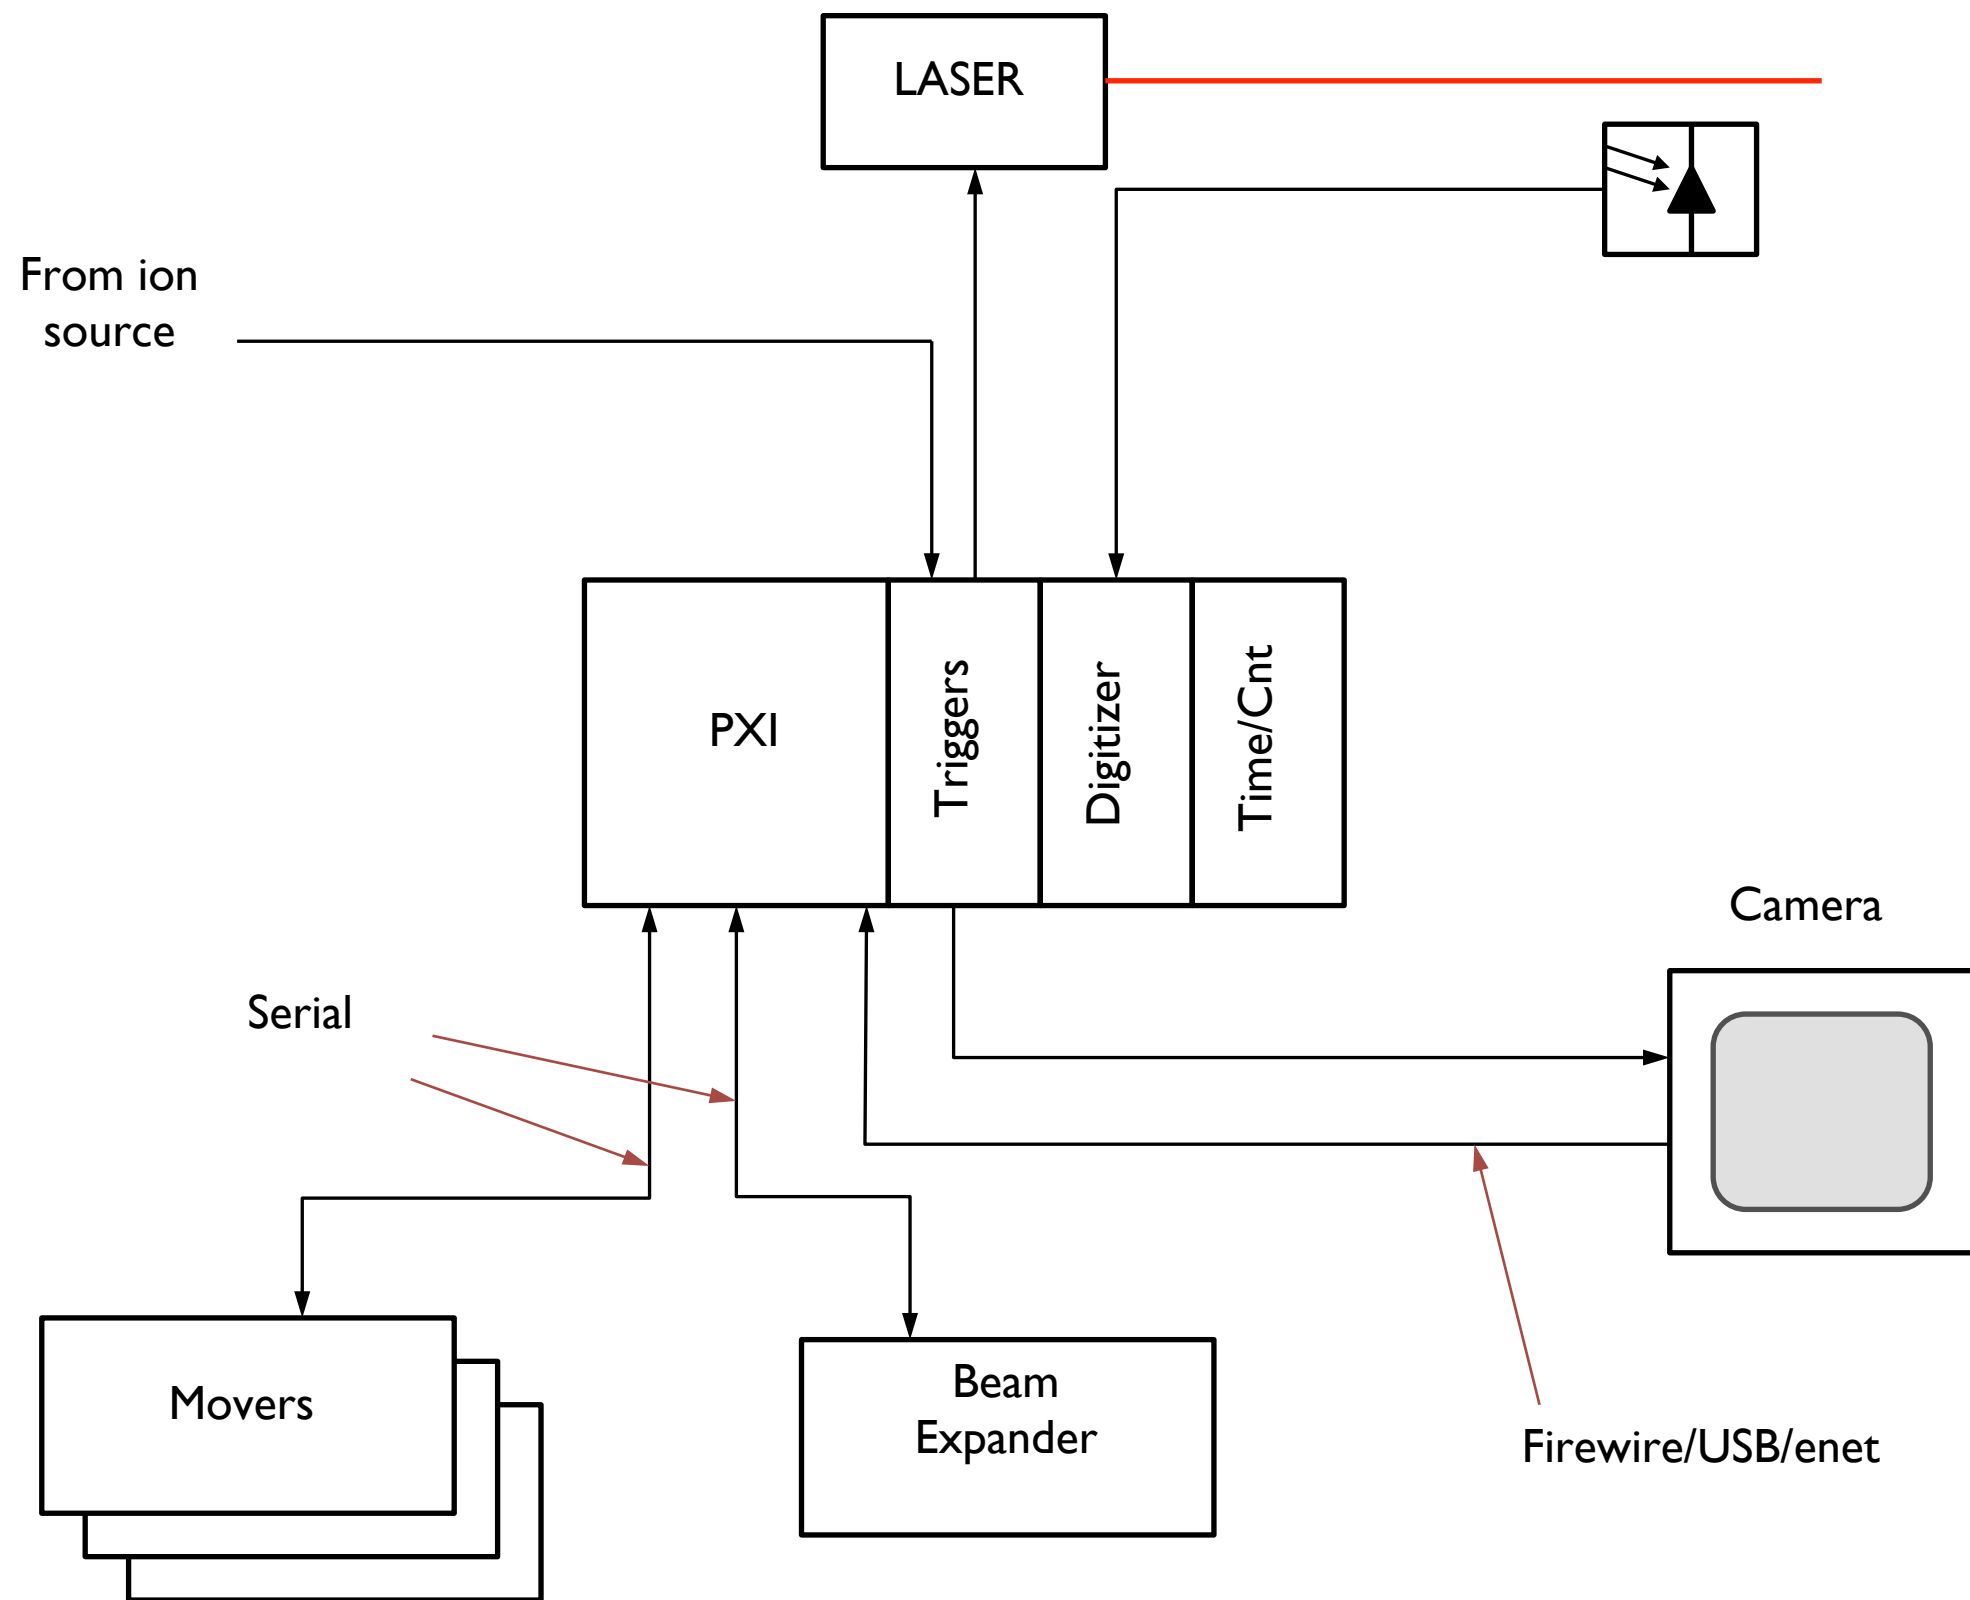 LASER
From ion
source
PXI
Triggers
Digitizer
Time/Cnt
Camera
Serial
Movers
Beam
Expander
Firewire/USB/enet